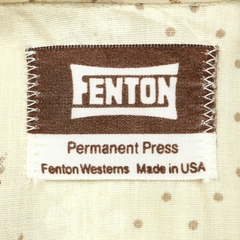 FENTON
Permanent Press
Fenton Westerns Made in USA